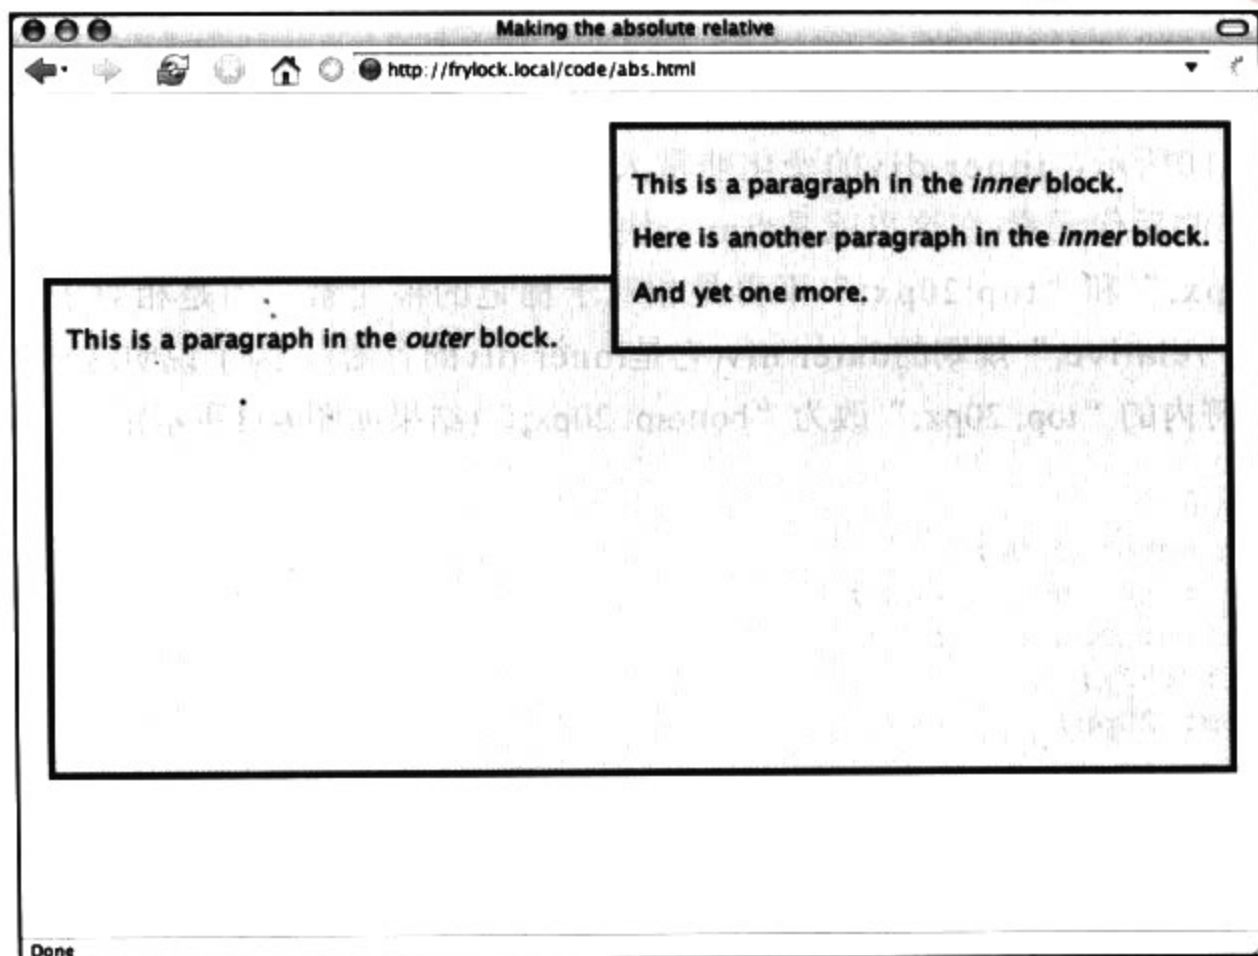 Making the absolute relative
http://frylock.local/code/abs.html
This is a paragraph in the inner block.
Here is another paragraph in the inner block.
And yet one more.
This is a paragraph in the outer block.
Done